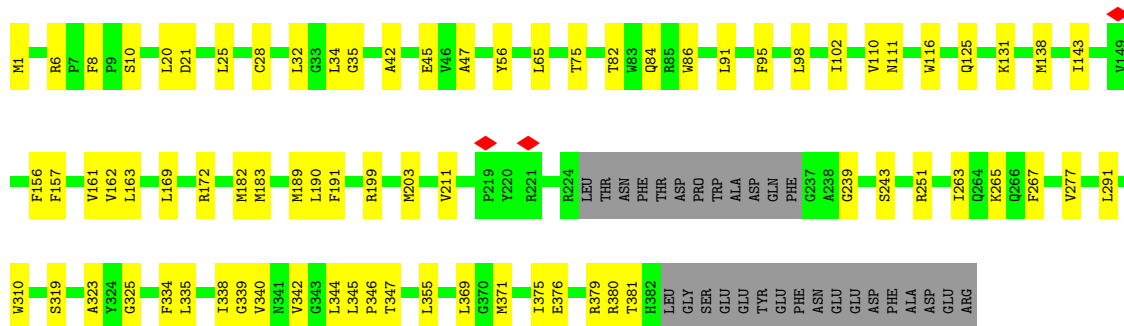 M1 R6 P7 F8 P9 S10 L20 D21 L25 C28 L32 G33 L34 G35 A42 E45 V46 A47 Y56 L65 T75 T82 W83 Q84 R85 W86 L91 F95 L98 I102 V110 N111 W116 Q125 K131 M138 I143 V149
F156 F157 V161 V162 L163 L169 R172 M182 M183 M189 L190 F191 R199 M203 V211 P219 Y220 R221 R224 LEU THR ASN PHE THR ASP PRO TRP ALA ASP GLN PHE G237 A238 G239 S243 R251 I263 Q264 K265 Q266 F267 V277 L291
W310 S319 A323 Y324 G325 F334 L335 I338 G339 V340 N341 V342 G343 L344 L345 P346 T347 L355 L369 G370 M371 I375 E376 R379 R380 T381 H382 LEU GLY SER GLU GLU TYR GLU PHE ASN GLU GLU ASP PHE ALA ASP GLU ARG